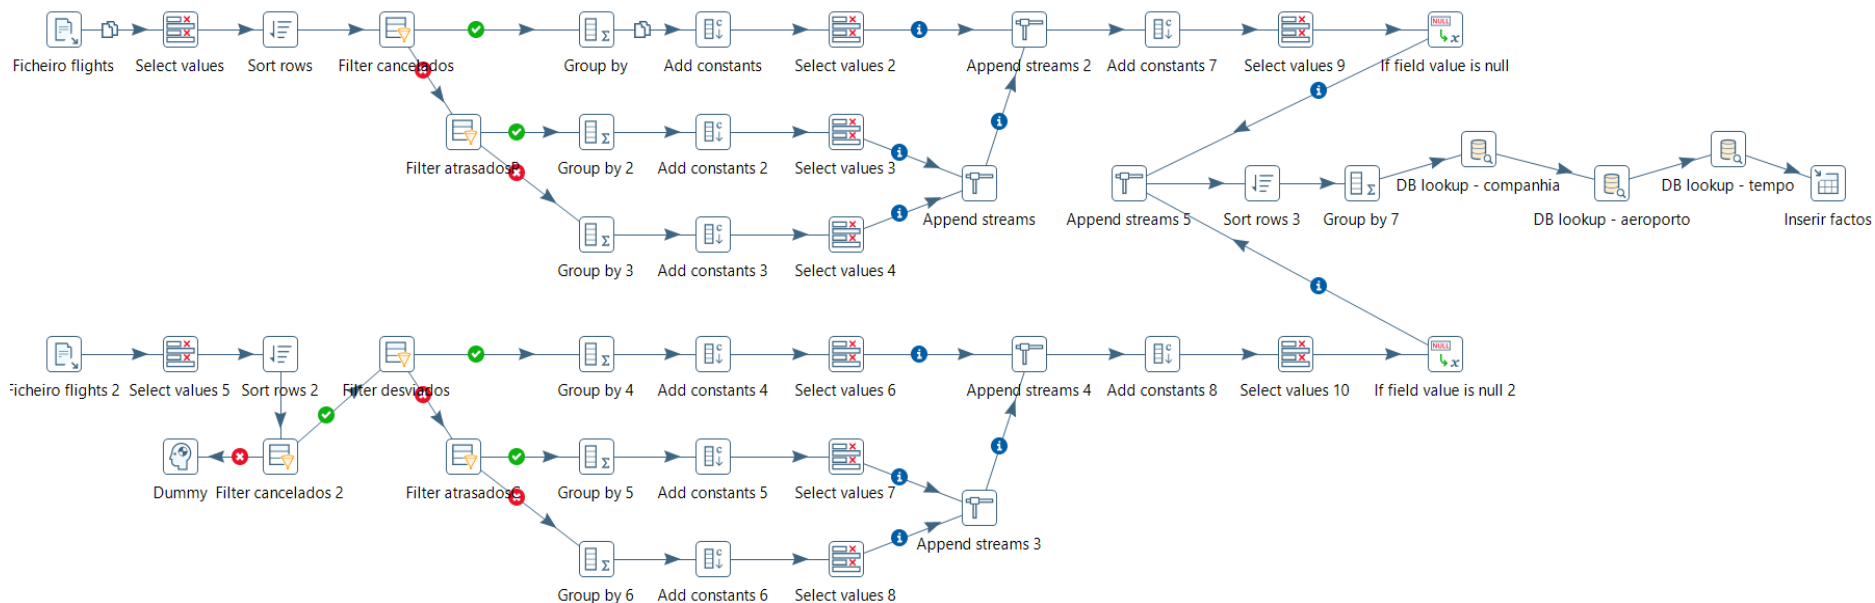 Ficheiro flights
Select values
Sort rows
Filter cancelados
Group by
Add constants
Select values 2
Append streams 2
Add constants 7
Select values 9
If field value is null
Filter atrasadosP
Group by 2
Add constants 2
Select values 3
Append streams
Group by 3
Add constants 3
Select values 4
Append streams 5
Sort rows 3
Group by 7
DB lookup - companhia
DB lookup - aeroporto
DB lookup - tempo
Inserir factos
Ficheiro flights 2
Select values 5
Sort rows 2
Filter desviados
Group by 4
Add constants 4
Select values 6
Append streams 4
Add constants 8
Select values 10
If field value is null 2
Dummy
Filter cancelados 2
Filter atrasadosC
Group by 5
Add constants 5
Select values 7
Append streams 3
Group by 6
Add constants 6
Select values 8